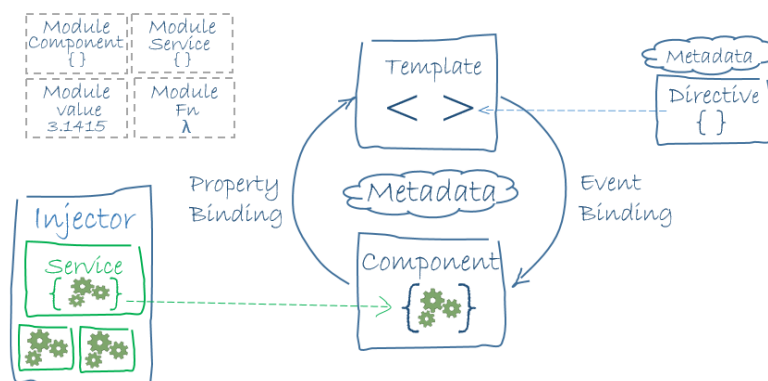 Module
Component
{ }
Module
Service
{ }
Module
value
3.1415
Module
Fn
λ
Template
< >
Metadata
Directive
{ }
Property
Binding
Metadata
Event
Binding
Injector
Service
{ }
Component
{ }